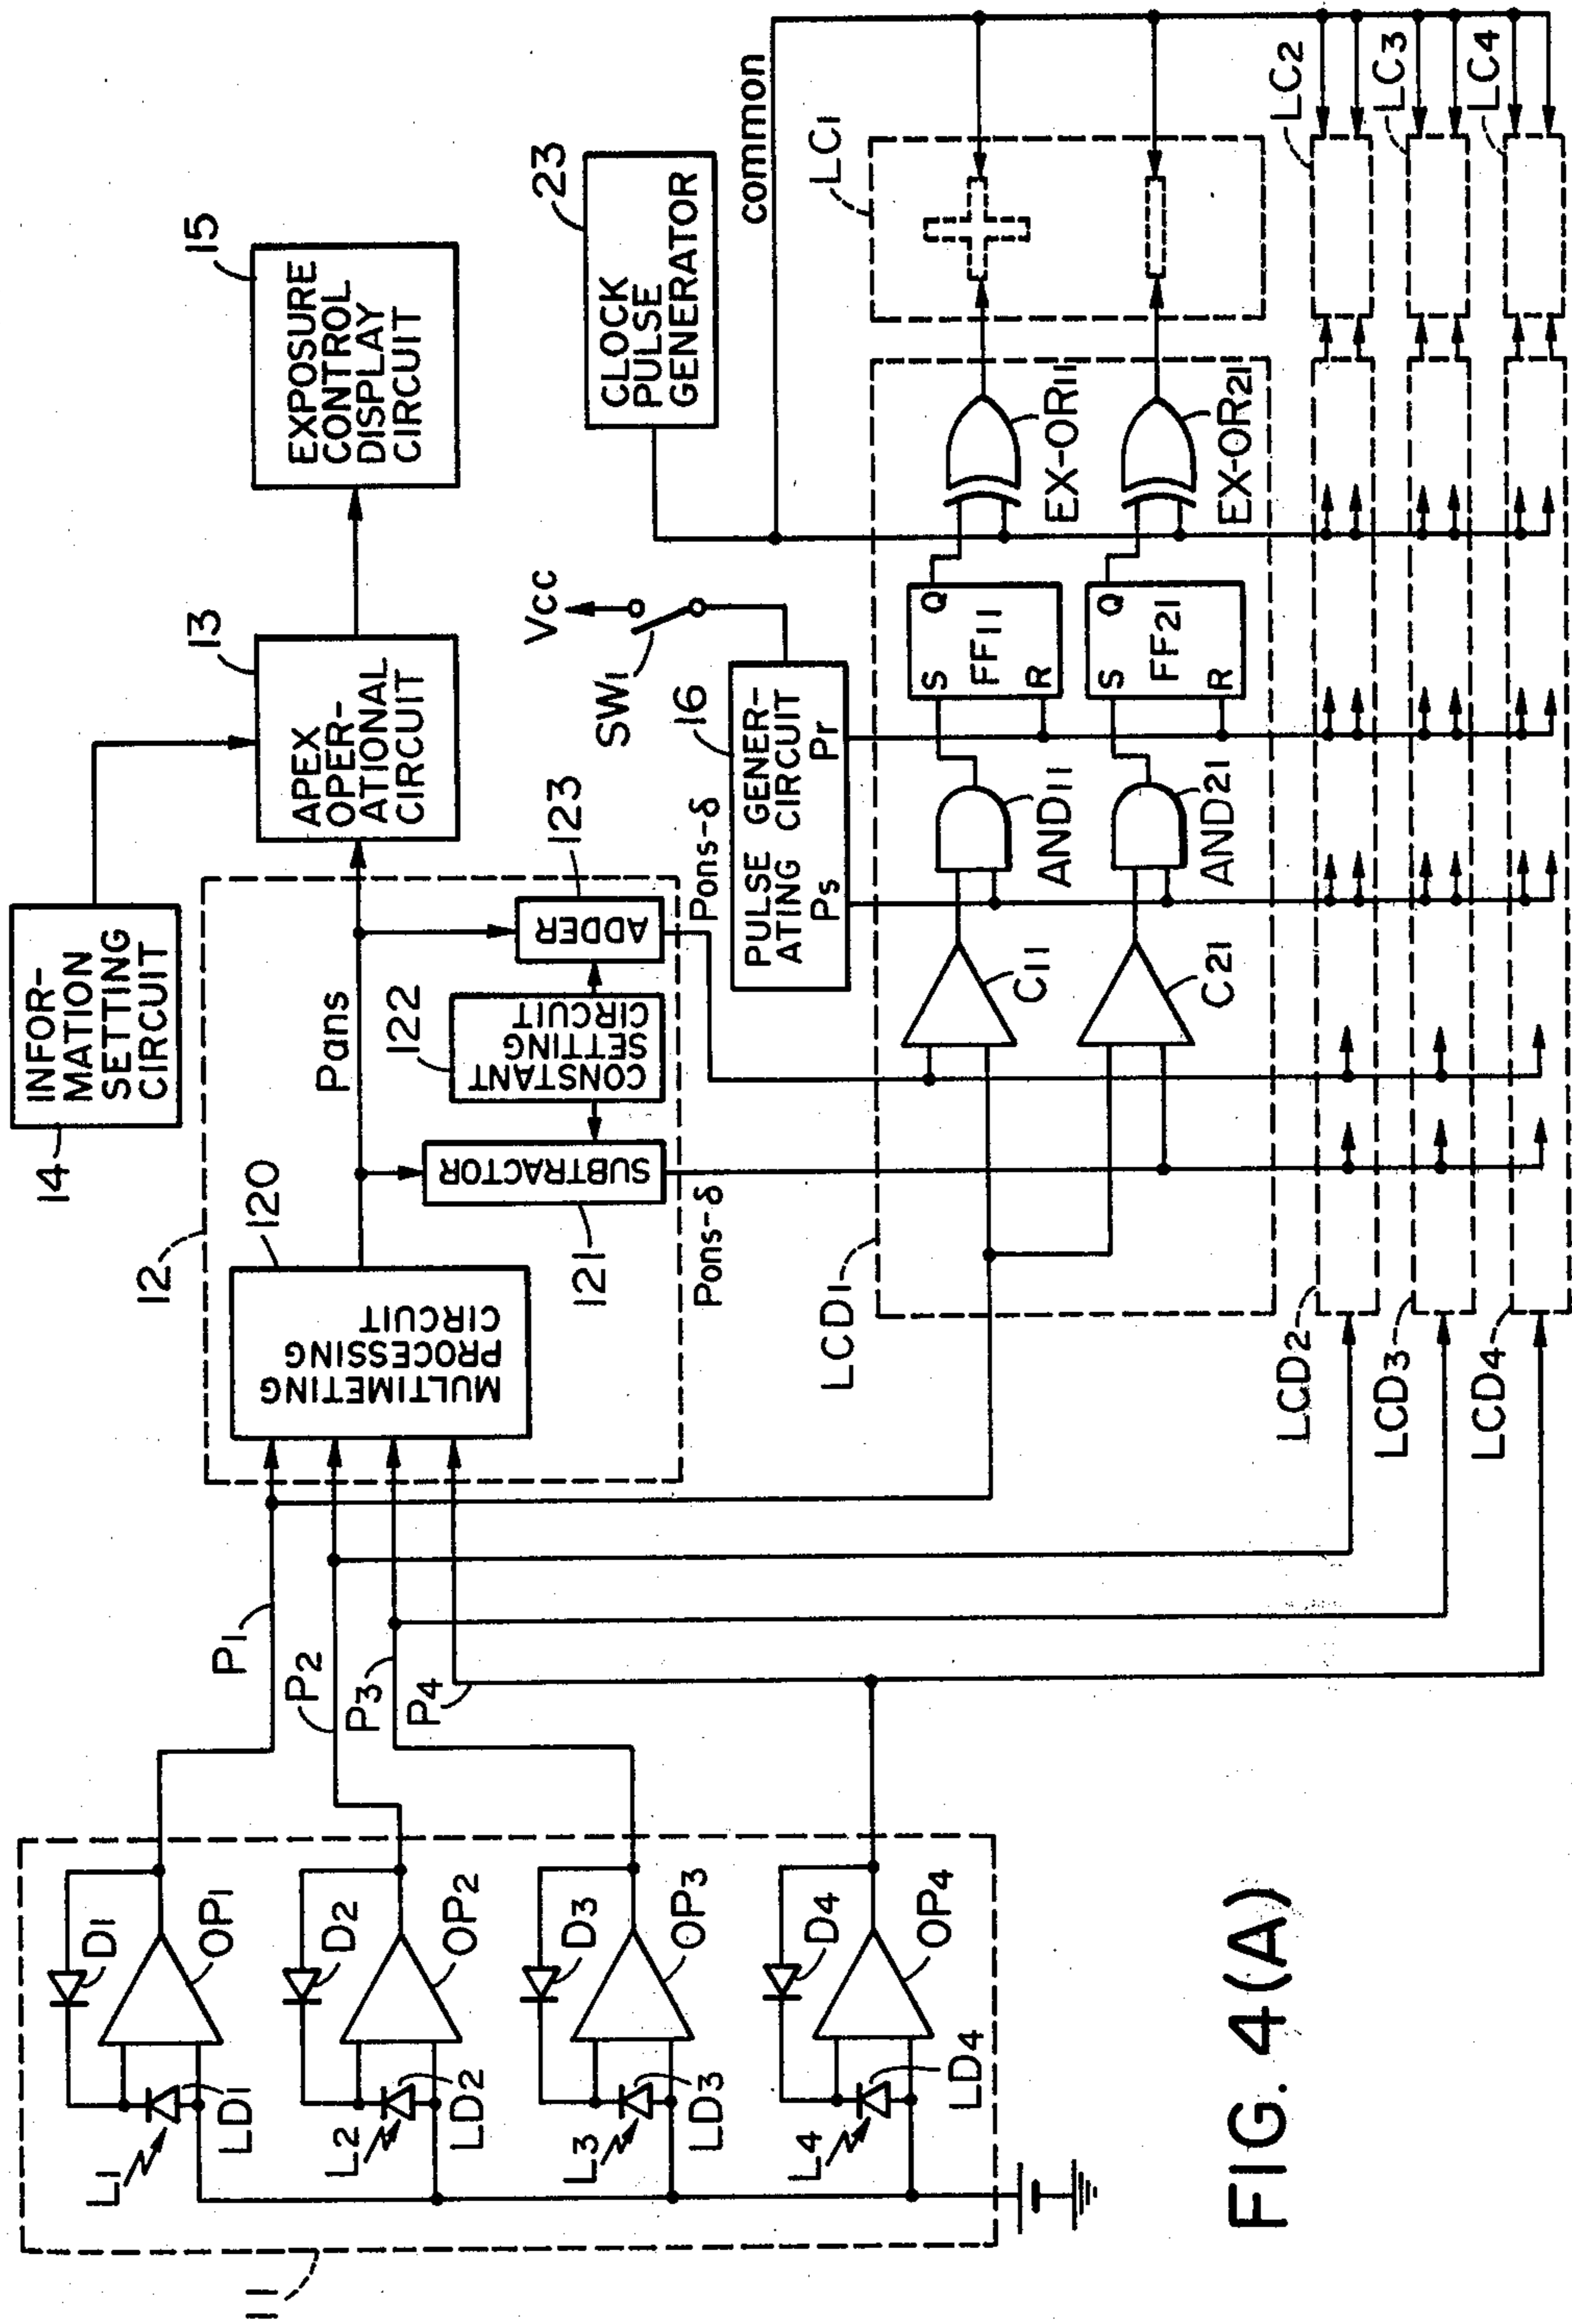 INFOR-
MATION
SETTING
CIRCUIT
14
APEX
OPER-
ATIONAL
CIRCUIT
13
EXPOSURE
CONTROL
DISPLAY
CIRCUIT
15
12
120
MULTIMETING
PROCESSING
CIRCUIT
Pans
SUBTRACTOR
121
CONSTANT
SETTING
CIRCUIT
122
ADDER
123
Pons-δ
Pons-δ
Vcc
SW1
16
PULSE GENER-
ATING CIRCUIT
Ps
Pr
23
CLOCK
PULSE
GENERATOR
common
11
L1
LD1
D1
OP1
L2
LD2
D2
OP2
L3
LD3
D3
OP3
L4
LD4
D4
OP4
P1
P2
P3
P4
LCD1
C11
AND11
S
Q
FF11
R
EX-OR11
C21
AND21
S
Q
FF21
R
EX-OR21
LC1
LCD2
LC2
LCD3
LC3
LCD4
LC4
FIG. 4(A)